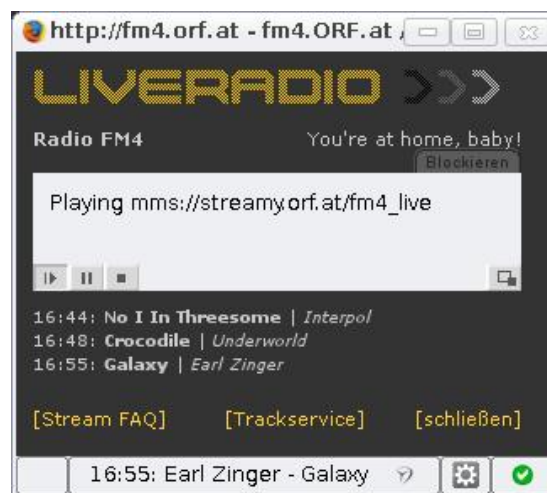 http://fm4.orf.at - fm4.ORF.at /
LIVERADIO
Radio FM4 You're at home, baby!
Blockieren
Playing mms://streamy.orf.at/fm4_live
16:44: No I In Threesome | Interpol
16:48: Crocodile | Underworld
16:55: Galaxy | Earl Zinger
[Stream FAQ] [Trackservice] [schließen]
16:55: Earl Zinger - Galaxy